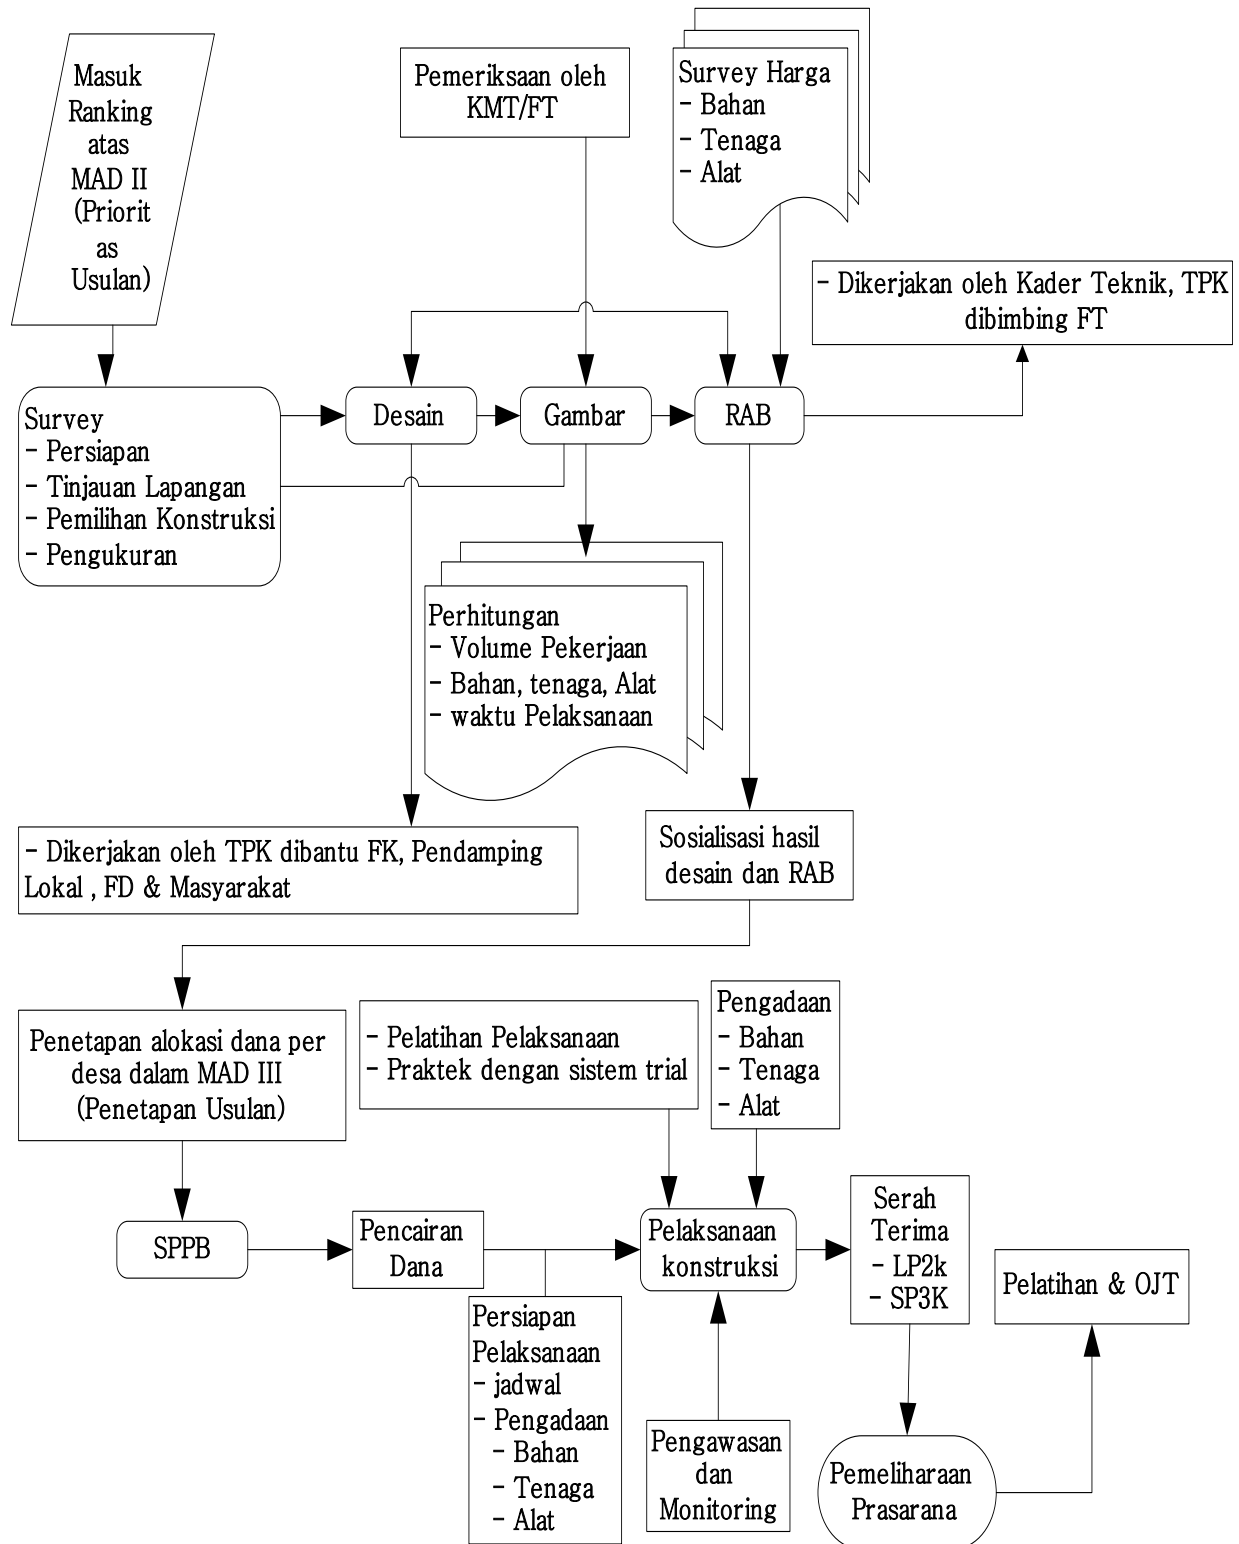 Masuk
Ranking
atas
MAD II
(Priorit
as
Usulan)
Pemeriksaan oleh
KMT/FT
Survey Harga
- Bahan
- Tenaga
- Alat
- Dikerjakan oleh Kader Teknik, TPK
dibimbing FT
Survey
- Persiapan
- Tinjauan Lapangan
- Pemilihan Konstruksi
- Pengukuran
Desain
Gambar
RAB
Perhitungan
- Volume Pekerjaan
- Bahan, tenaga, Alat
- waktu Pelaksanaan
- Dikerjakan oleh TPK dibantu FK, Pendamping
Lokal , FD & Masyarakat
Sosialisasi hasil
desain dan RAB
Penetapan alokasi dana per
desa dalam MAD III
(Penetapan Usulan)
- Pelatihan Pelaksanaan
- Praktek dengan sistem trial
Pengadaan
- Bahan
- Tenaga
- Alat
SPPB
Pencairan
Dana
Pelaksanaan
konstruksi
Serah
Terima
- LP2k
- SP3K
Pelatihan & OJT
Persiapan
Pelaksanaan
- jadwal
- Pengadaan
- Bahan
- Tenaga
- Alat
Pengawasan
dan
Monitoring
Pemeliharaan
Prasarana